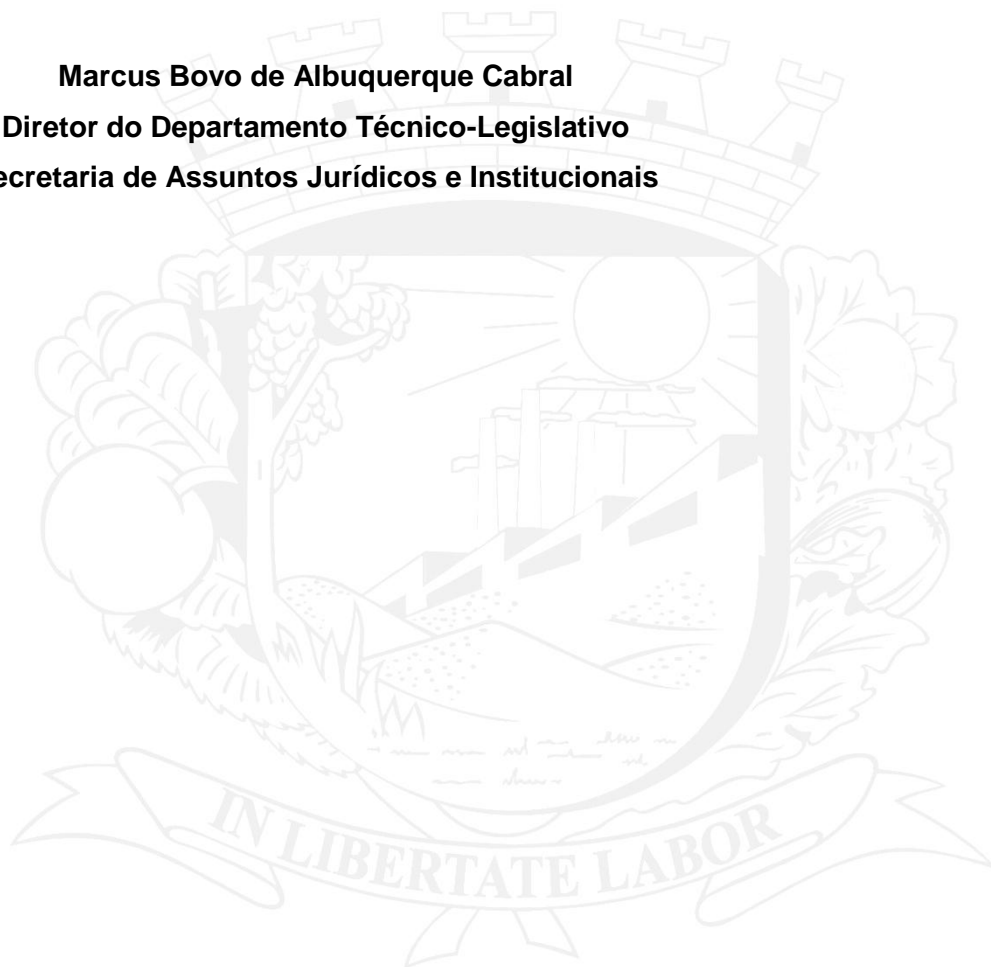 Marcus Bovo de Albuquerque Cabral
Diretor do Departamento Técnico-Legislativo
ecretaria de Assuntos Jurídicos e Institucionais
IN LIBERTATE LABOR